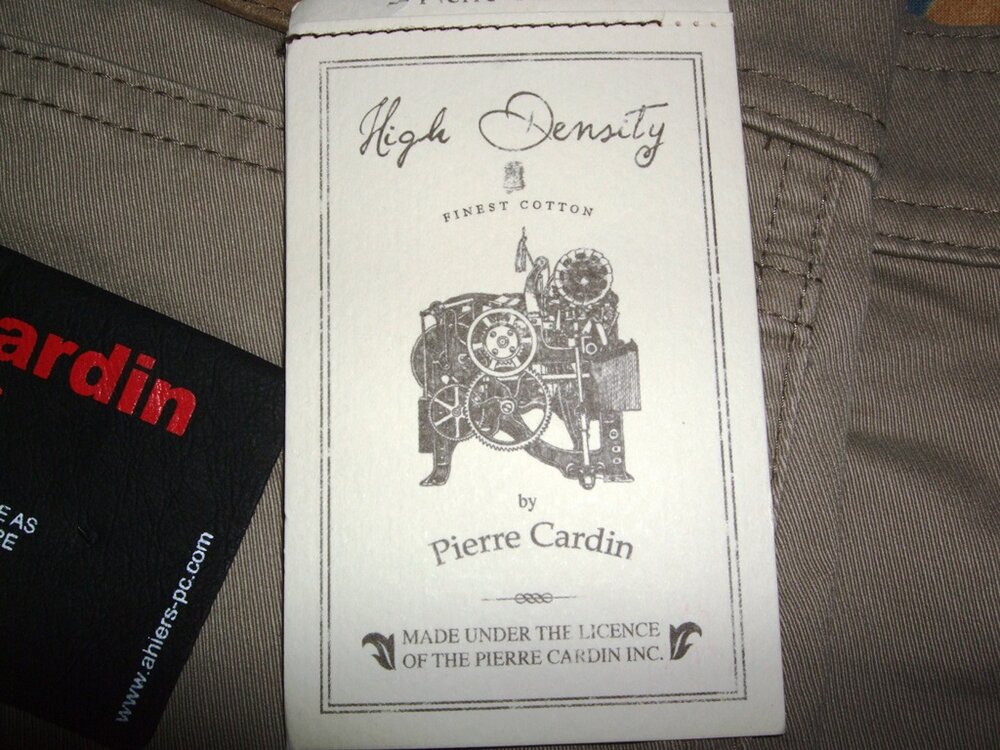 High Density
FINEST COTTON
by
Pierre Cardin
MADE UNDER THE LICENCE
OF THE PIERRE CARDIN INC.
ardin
E AS
PE
www.ahlers-pc.com